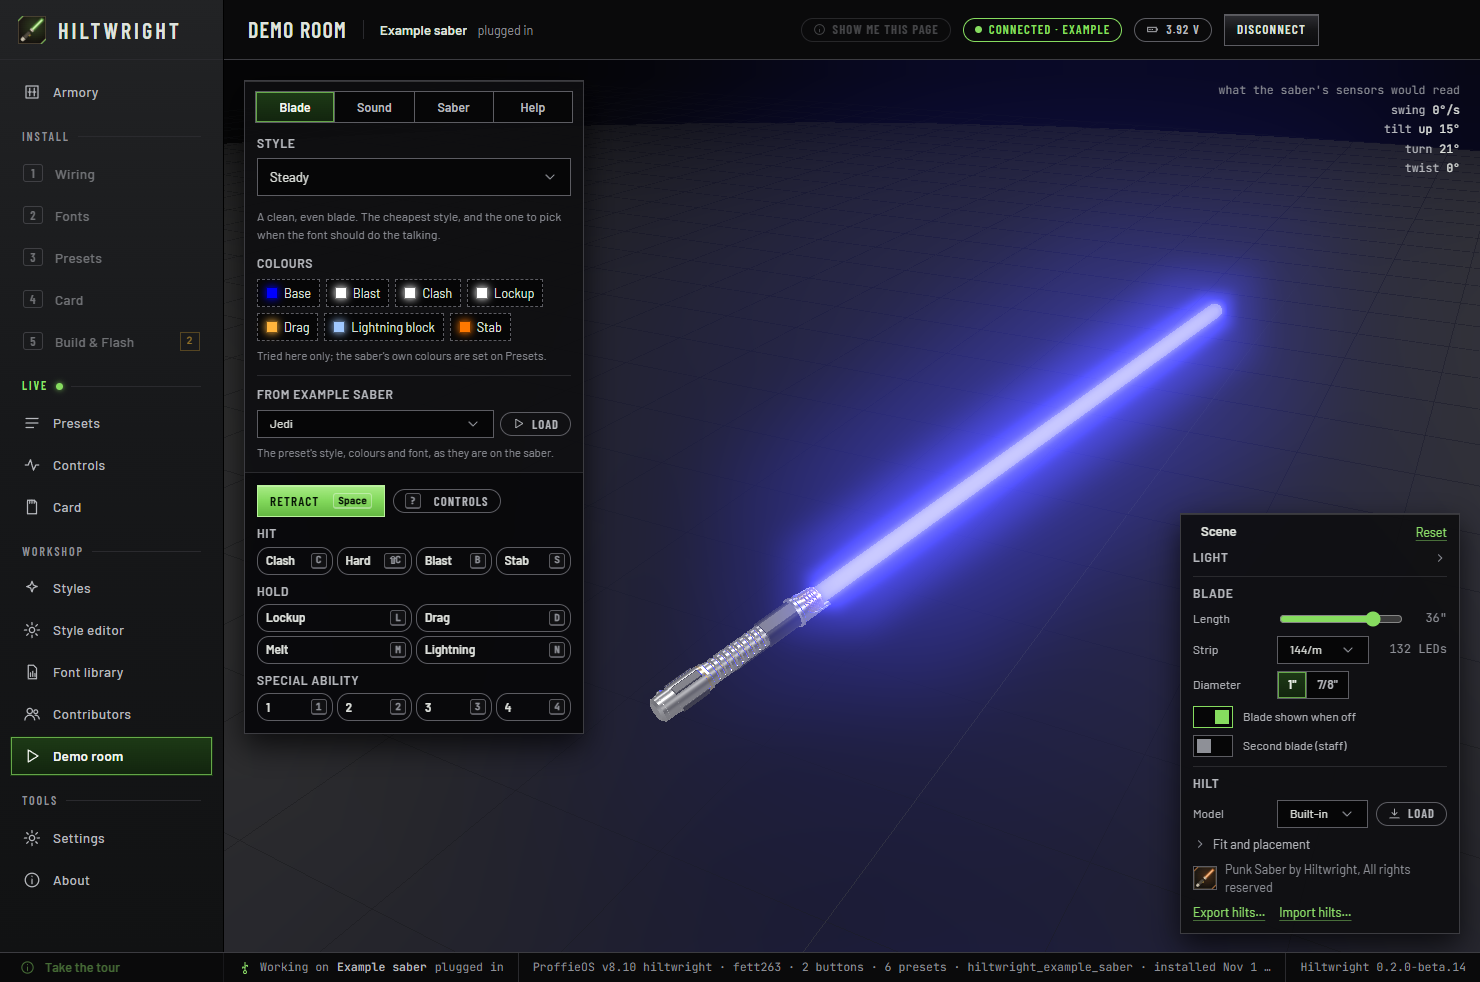 HILTWRIGHT
DEMO ROOM
Example saber plugged in
SHOW ME THIS PAGE
CONNECTED · EXAMPLE
3.92 V
DISCONNECT
Armory
INSTALL
1 Wiring
2 Fonts
3 Presets
4 Card
5 Build & Flash 2
LIVE
Presets
Controls
Card
WORKSHOP
Styles
Style editor
Font library
Contributors
Demo room
TOOLS
Settings
About
Take the tour
Blade Sound Saber Help
STYLE
Steady
A clean, even blade. The cheapest style, and the one to pick
when the font should do the talking.
COLOURS
Base Blast Clash Lockup
Drag Lightning block Stab
Tried here only; the saber's own colours are set on Presets.
FROM EXAMPLE SABER
Jedi LOAD
The preset's style, colours and font, as they are on the saber.
RETRACT Space ? CONTROLS
HIT
Clash C Hard ⇧C Blast B Stab S
HOLD
Lockup L Drag D
Melt M Lightning N
SPECIAL ABILITY
1 1 2 2 3 3 4 4
what the saber's sensors would read
swing 0°/s
tilt up 15°
turn 21°
twist 0°
Scene Reset
LIGHT
BLADE
Length 36"
Strip 144/m 132 LEDs
Diameter 1" 7/8"
Blade shown when off
Second blade (staff)
HILT
Model Built-in LOAD
Fit and placement
Punk Saber by Hiltwright, All rights
reserved
Export hilts... Import hilts...
Working on Example saber plugged in
ProffieOS v8.10 hiltwright · fett263 · 2 buttons · 6 presets · hiltwright_example_saber · installed Nov 1 …
Hiltwright 0.2.0-beta.14